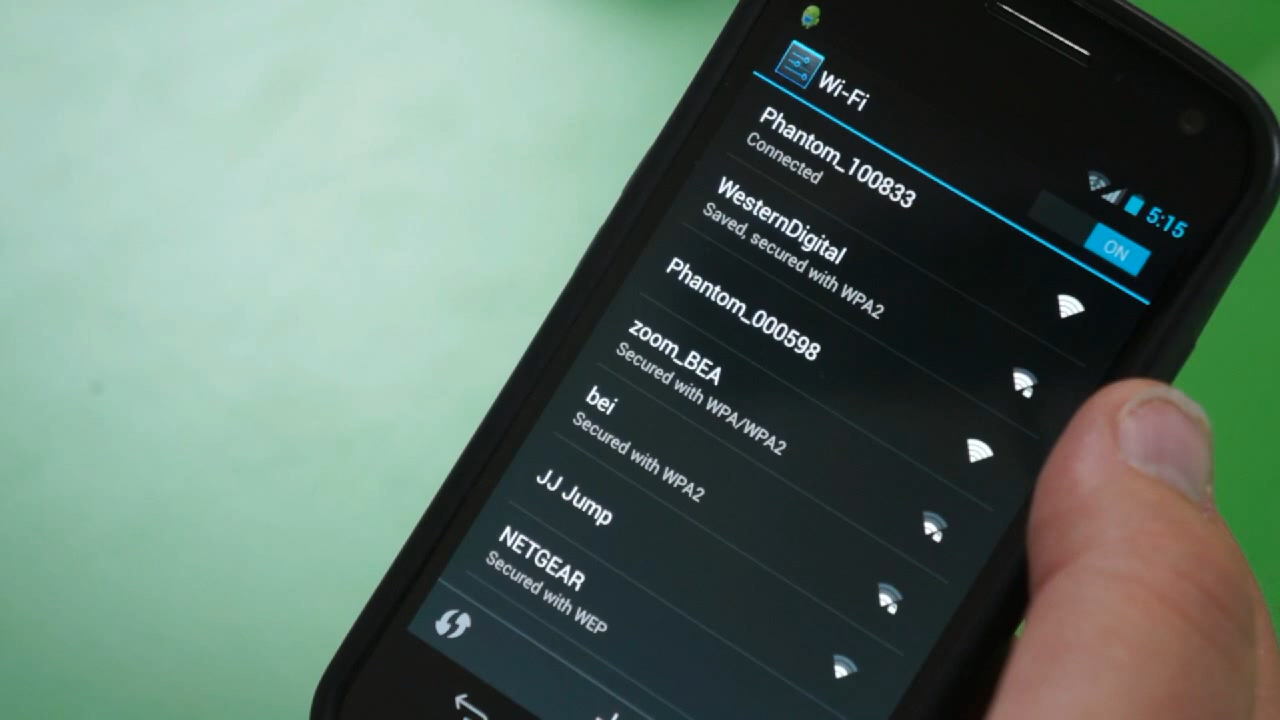 5:15
Wi-Fi
ON
Phantom_100833
Connected
WesternDigital
Saved, secured with WPA2
Phantom_000598
zoom_BEA
Secured with WPA/WPA2
bei
Secured with WPA2
JJ Jump
NETGEAR
Secured with WEP